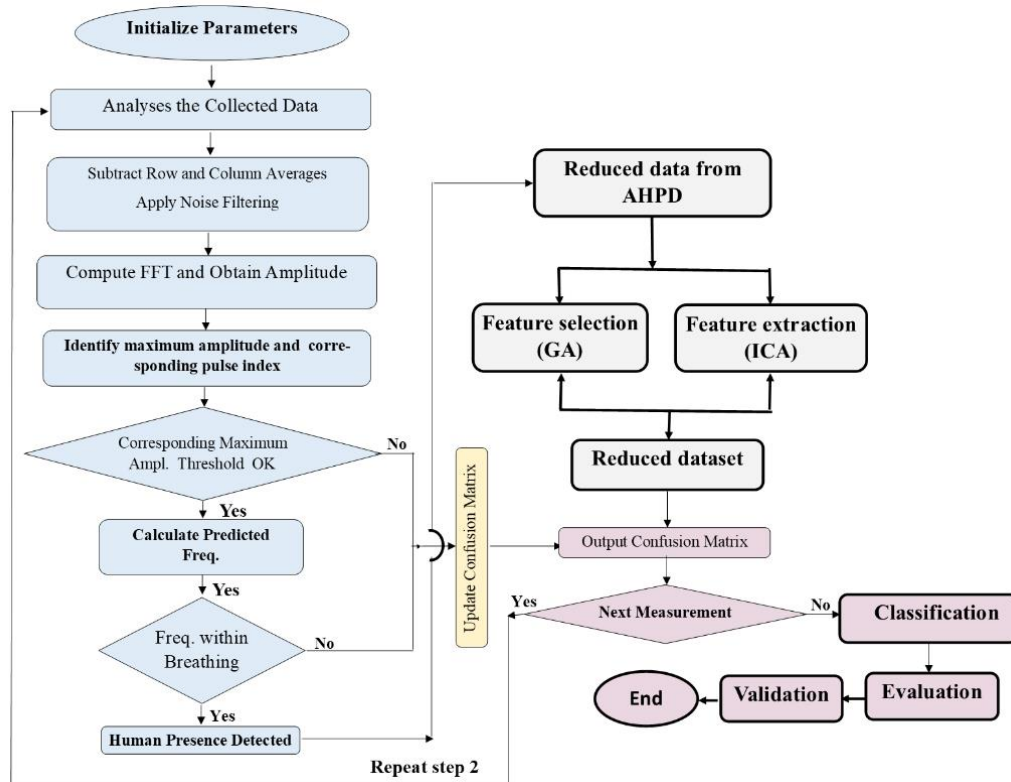 Initialize Parameters
Analyses the Collected Data
Subtract Row and Column Averages
Apply Noise Filtering
Compute FFT and Obtain Amplitude
Identify maximum amplitude and corre-
sponding pulse index
Corresponding Maximum
Ampl. Threshold OK
No
Yes
Calculate Predicted
Freq.
Yes
Freq. within
Breathing
No
Yes
Human Presence Detected
Update Confusion Matrix
Reduced data from
AHPD
Feature selection
(GA)
Feature extraction
(ICA)
Reduced dataset
Output Confusion Matrix
Yes
Next Measurement
No
Classification
Evaluation
Validation
End
Repeat step 2